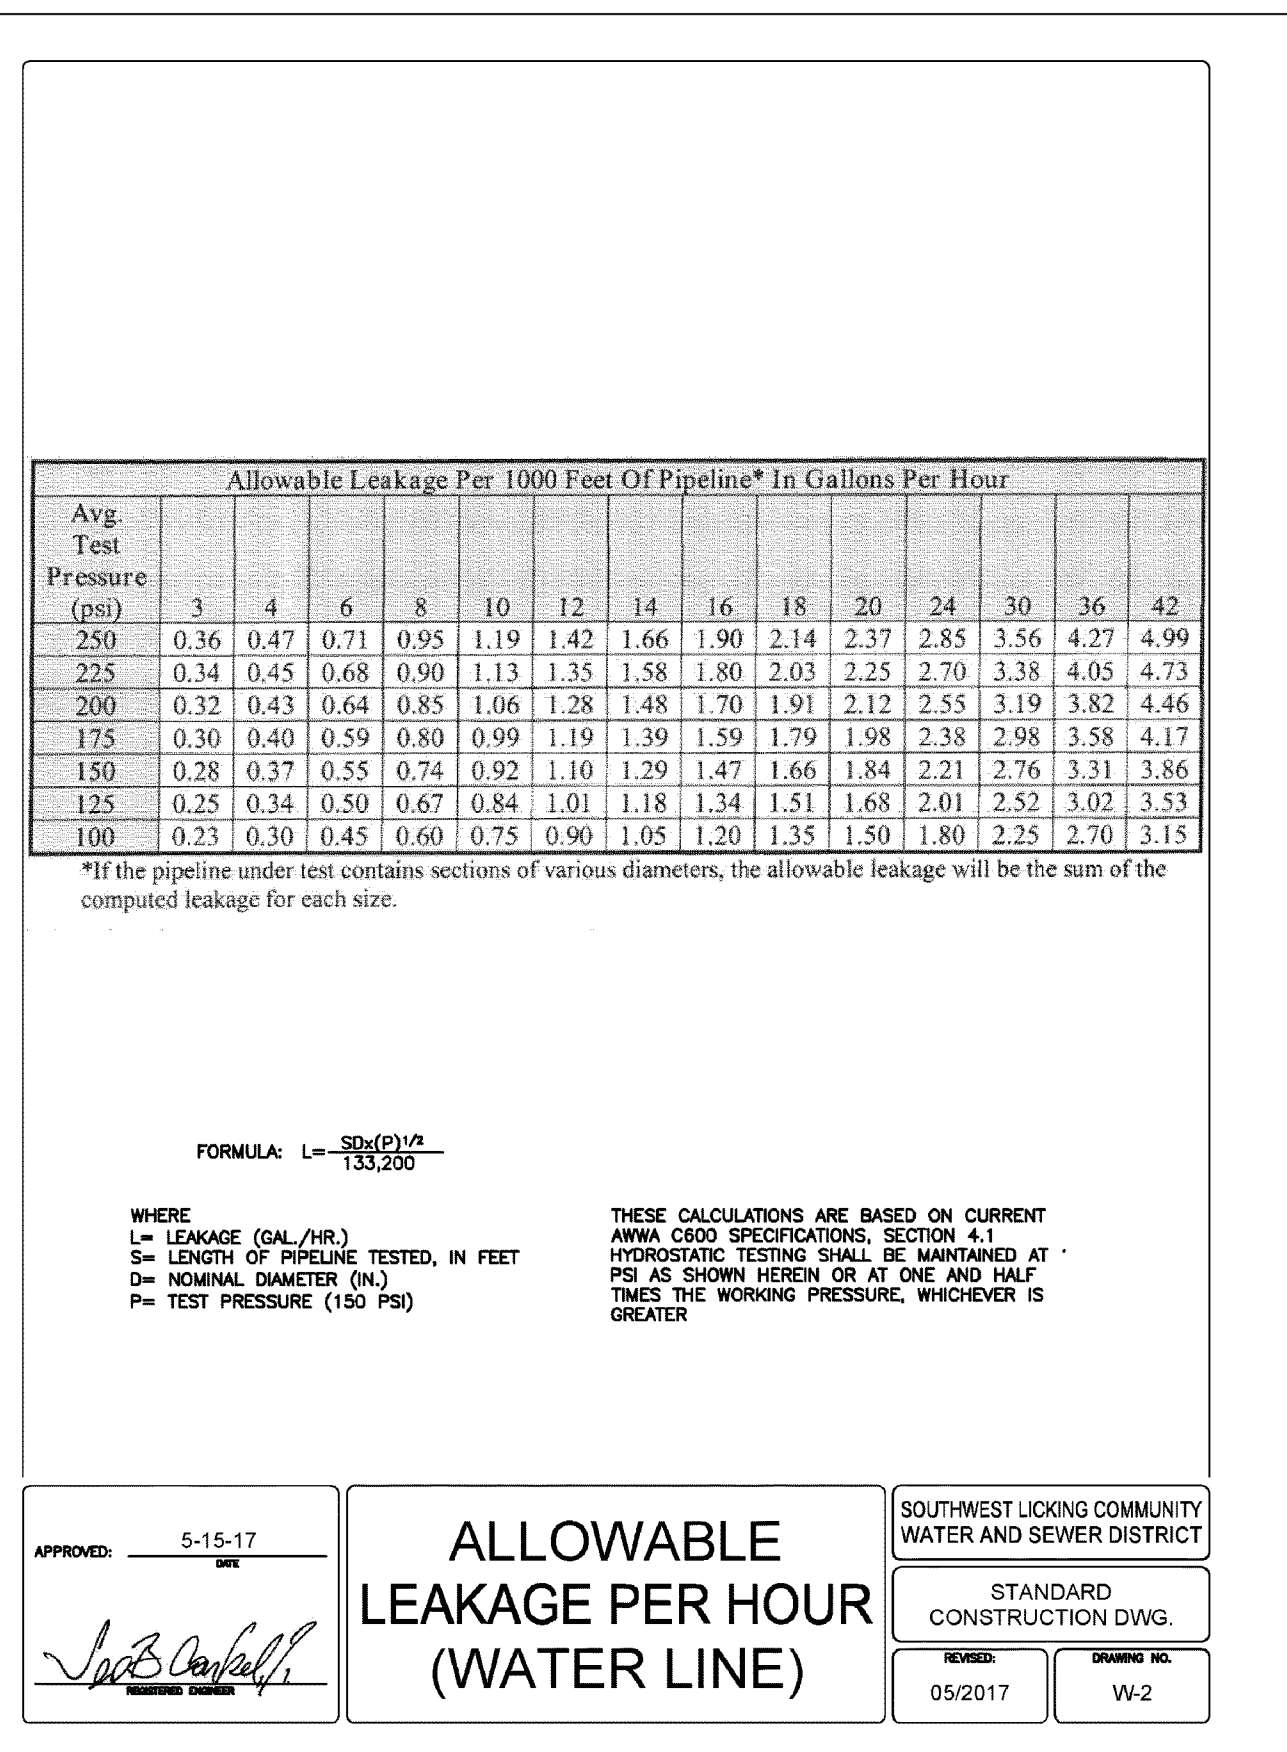 Allowable Leakage Per 1000 Feet Of Pipeline* In Gallons Per Hour
Avg.
Test
Pressure
(psi) 3 4 6 8 10 12 14 16 18 20 24 30 36 42
250 0.36 0.47 0.71 0.95 1.19 1.42 1.66 1.90 2.14 2.37 2.85 3.56 4.27 4.99
225 0.34 0.45 0.68 0.90 1.13 1.35 1.58 1.80 2.03 2.25 2.70 3.38 4.05 4.73
200 0.32 0.43 0.64 0.85 1.06 1.28 1.48 1.70 1.91 2.12 2.55 3.19 3.82 4.46
175 0.30 0.40 0.59 0.80 0.99 1.19 1.39 1.59 1.79 1.98 2.38 2.98 3.58 4.17
150 0.28 0.37 0.55 0.74 0.92 1.10 1.29 1.47 1.66 1.84 2.21 2.76 3.31 3.86
125 0.25 0.34 0.50 0.67 0.84 1.01 1.18 1.34 1.51 1.68 2.01 2.52 3.02 3.53
100 0.23 0.30 0.45 0.60 0.75 0.90 1.05 1.20 1.35 1.50 1.80 2.25 2.70 3.15
*If the pipeline under test contains sections of various diameters, the allowable leakage will be the sum of the
computed leakage for each size.
FORMULA: L= SDx(P)1/2
133,200
WHERE
L= LEAKAGE (GAL./HR.)
S= LENGTH OF PIPELINE TESTED, IN FEET
D= NOMINAL DIAMETER (IN.)
P= TEST PRESSURE (150 PSI)
THESE CALCULATIONS ARE BASED ON CURRENT
AWWA C600 SPECIFICATIONS, SECTION 4.1
HYDROSTATIC TESTING SHALL BE MAINTAINED AT
PSI AS SHOWN HEREIN OR AT ONE AND HALF
TIMES THE WORKING PRESSURE, WHICHEVER IS
GREATER
APPROVED: 5-15-17
DATE
REGISTERED ENGINEER
ALLOWABLE
LEAKAGE PER HOUR
(WATER LINE)
SOUTHWEST LICKING COMMUNITY
WATER AND SEWER DISTRICT
STANDARD
CONSTRUCTION DWG.
REVISED:
05/2017
DRAWING NO.
W-2